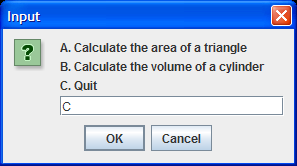 Input
A. Calculate the area of a triangle
B. Calculate the volume of a cylinder
C. Quit
C
OK Cancel